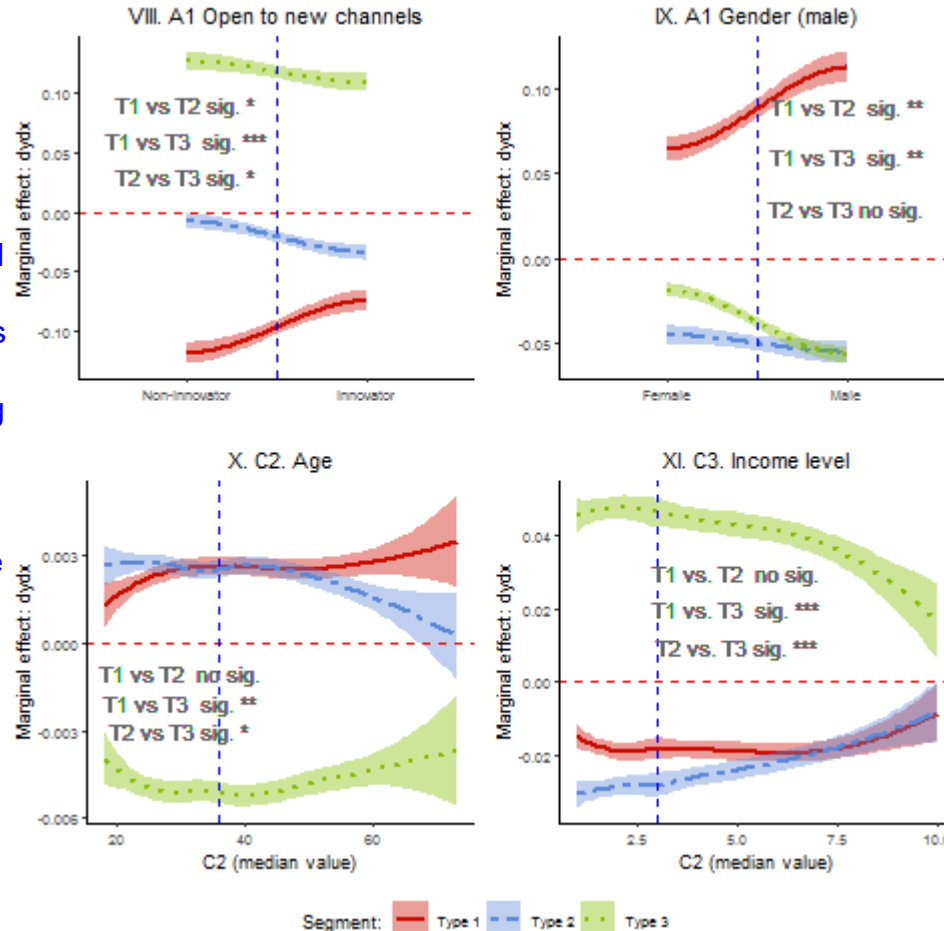 VIII. A1 Open to new channels
Marginal effect: dydx
0.10
0.05
0.00
-0.05
-0.10
T1 vs T2 sig. *
T1 vs T3 sig. ***
T2 vs T3 sig. *
Non-Innovator
Innovator
IX. A1 Gender (male)
Marginal effect: dydx
0.10
0.05
0.00
-0.05
T1 vs T2 sig. **
T1 vs T3 sig. **
T2 vs T3 no sig.
Female
Male
X. C2. Age
Marginal effect: dydx
0.003
0.000
-0.003
-0.006
T1 vs T2 no sig.
T1 vs T3 sig. **
T2 vs T3 sig. *
20
40
60
C2 (median value)
XI. C3. Income level
Marginal effect: dydx
0.04
0.02
0.00
-0.02
T1 vs. T2 no sig.
T1 vs. T3 sig. ***
T2 vs. T3 sig. ***
2.5
5.0
7.5
10.0
C2 (median value)
Segment:
Type 1
Type 2
Type 3